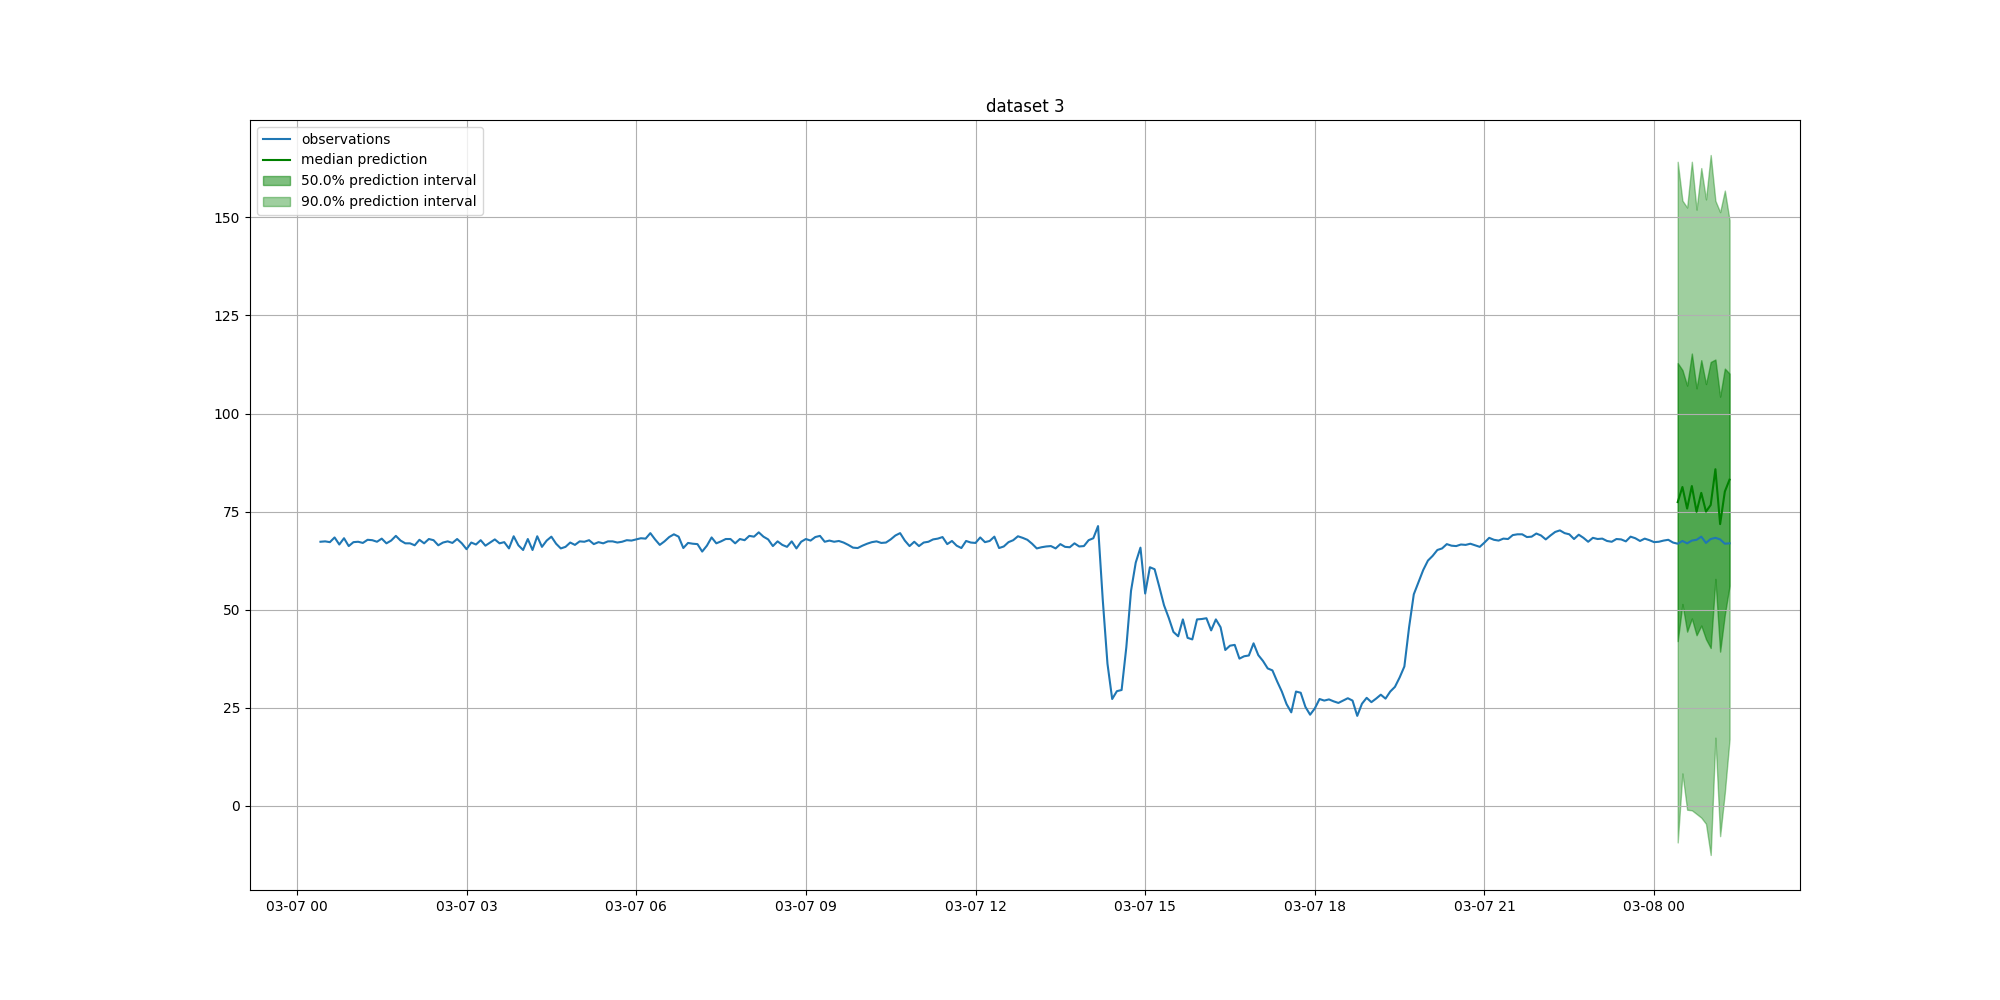 dataset 3
observations
median prediction
50.0% prediction interval
90.0% prediction interval
150
125
100
75
50
25
0
03-07 00 03-07 03 03-07 06 03-07 09 03-07 12 03-07 15 03-07 18 03-07 21 03-08 00